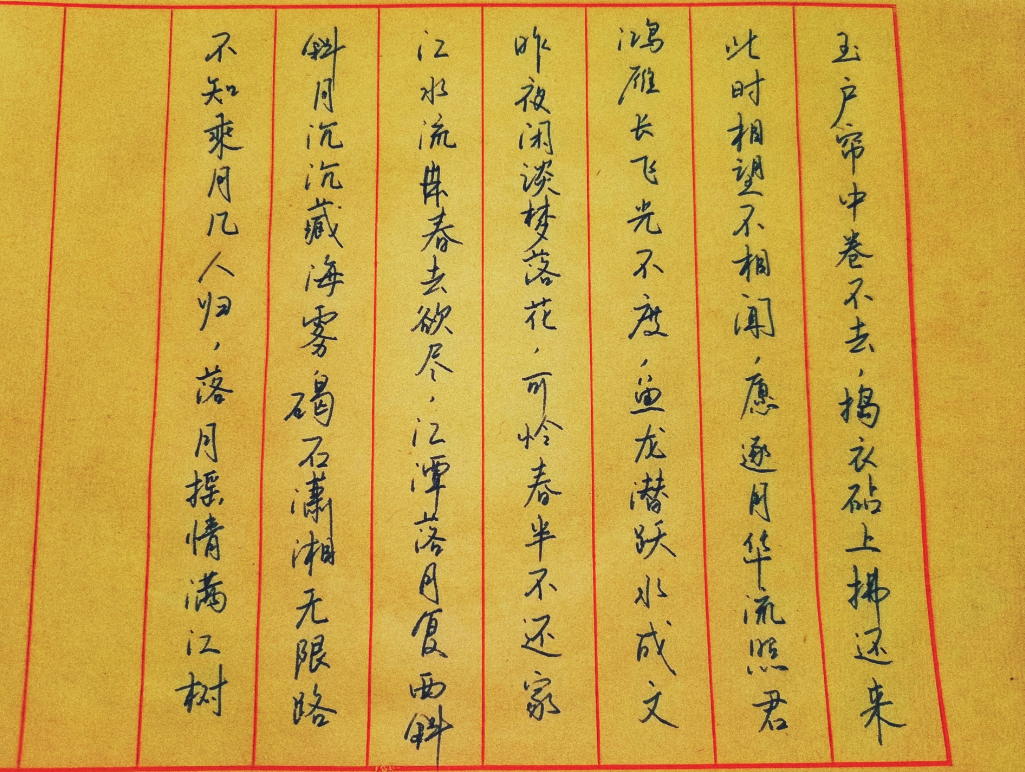 玉户帘中卷不去，捣衣砧上拂还来
此时相望不相闻，愿逐月华流照君
鸿雁长飞光不度，鱼龙潜跃水成文
昨夜闲谈梦落花，可怜春半不还家
江水流春去欲尽，江潭落月复西斜
斜月沉沉藏海雾，碣石潇湘无限路
不知乘月几人归，落月摇情满江树